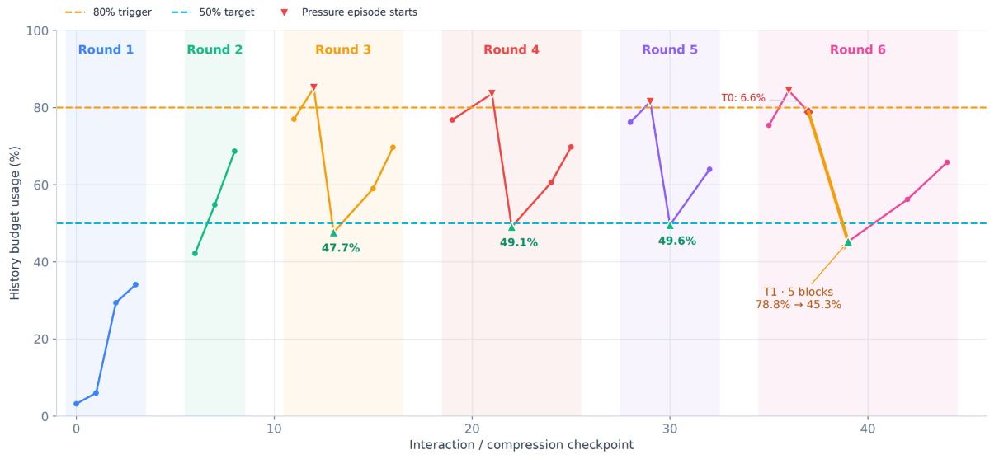 80% trigger
50% target
Pressure episode starts
History budget usage (%)
100
80
60
40
20
0
Round 1
Round 2
Round 3
Round 4
Round 5
Round 6
T0: 6.6%
47.7%
49.1%
49.6%
T1 · 5 blocks
78.8% → 45.3%
0
10
20
30
40
Interaction / compression checkpoint